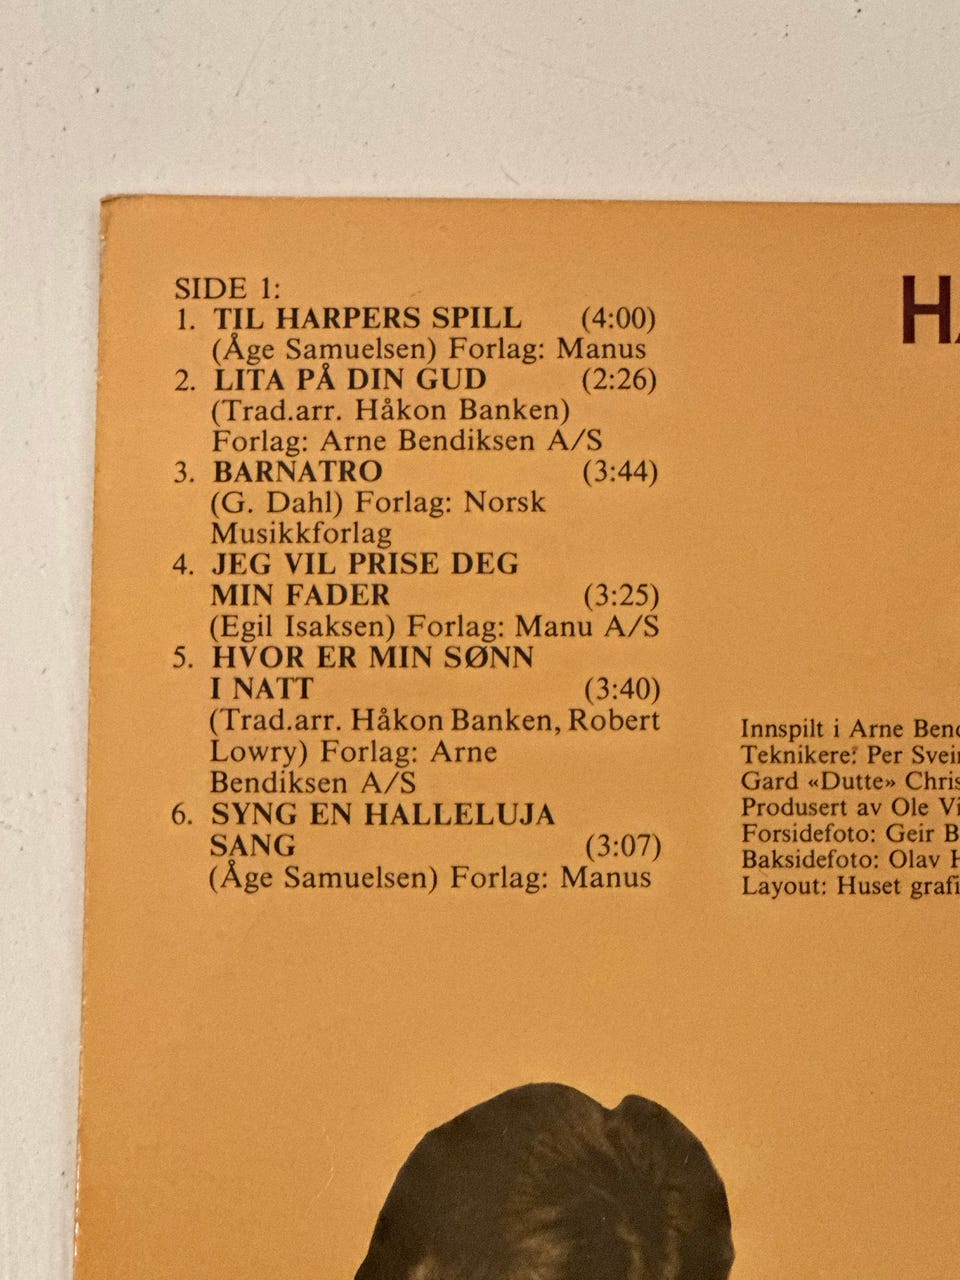 SIDE 1:
1. TIL HARPERS SPILL (4:00)
(Åge Samuelsen) Forlag: Manus
2. LITA PÅ DIN GUD (2:26)
(Trad.arr. Håkon Banken)
Forlag: Arne Bendiksen A/S
3. BARNATRO (3:44)
(G. Dahl) Forlag: Norsk
Musikkforlag
4. JEG VIL PRISE DEG
MIN FADER (3:25)
(Egil Isaksen) Forlag: Manu A/S
5. HVOR ER MIN SØNN
I NATT (3:40)
(Trad.arr. Håkon Banken, Robert
Lowry) Forlag: Arne
Bendiksen A/S
6. SYNG EN HALLELUJA
SANG (3:07)
(Åge Samuelsen) Forlag: Manus
Innspilt i Arne
Teknikere: Per
Gard «Dutte»
Produsert av Ole
Forsidefoto: Geir
Baksidefoto: Olav
Layout: Huset